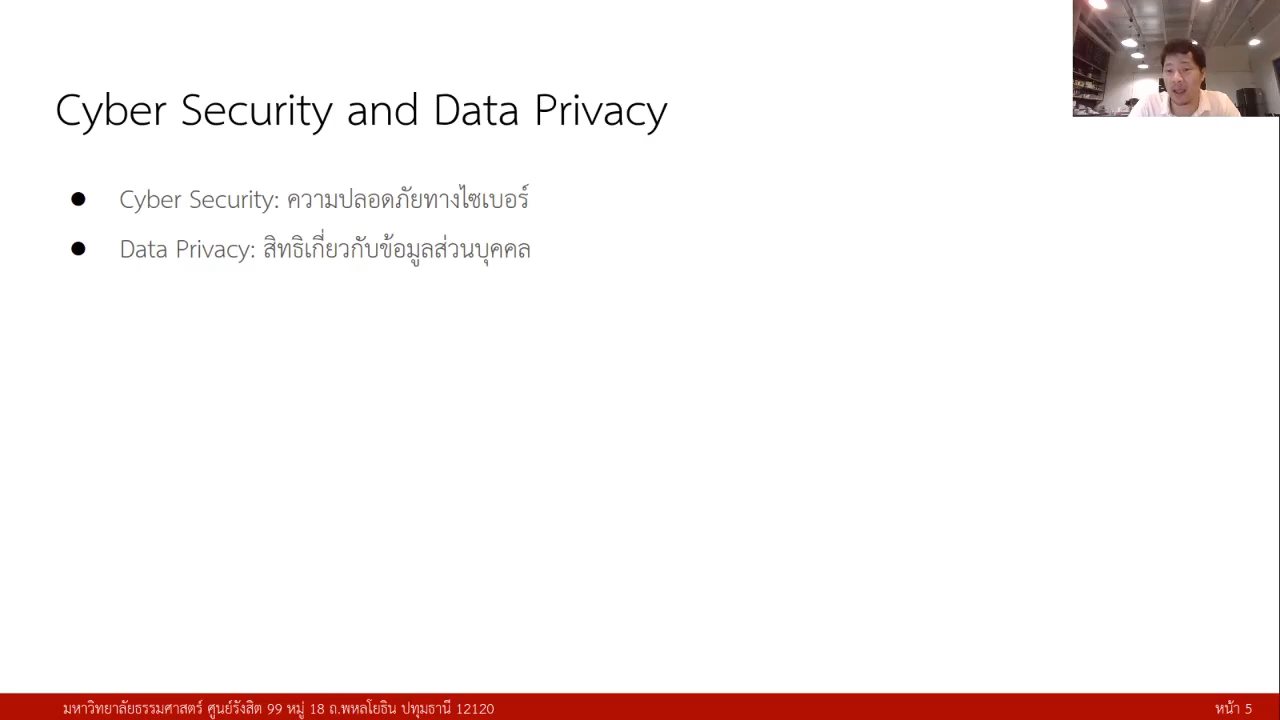 Cyber Security and Data Privacy
● Cyber Security: ความปลอดภัยทางไซเบอร์
● Data Privacy: สิทธิเกี่ยวกับข้อมูลส่วนบุคคล
มหาวิทยาลัยธรรมศาสตร์ ศูนย์รังสิต 99 หมู่ 18 ถ.พหลโยธิน ปทุมธานี 12120
หน้า 5